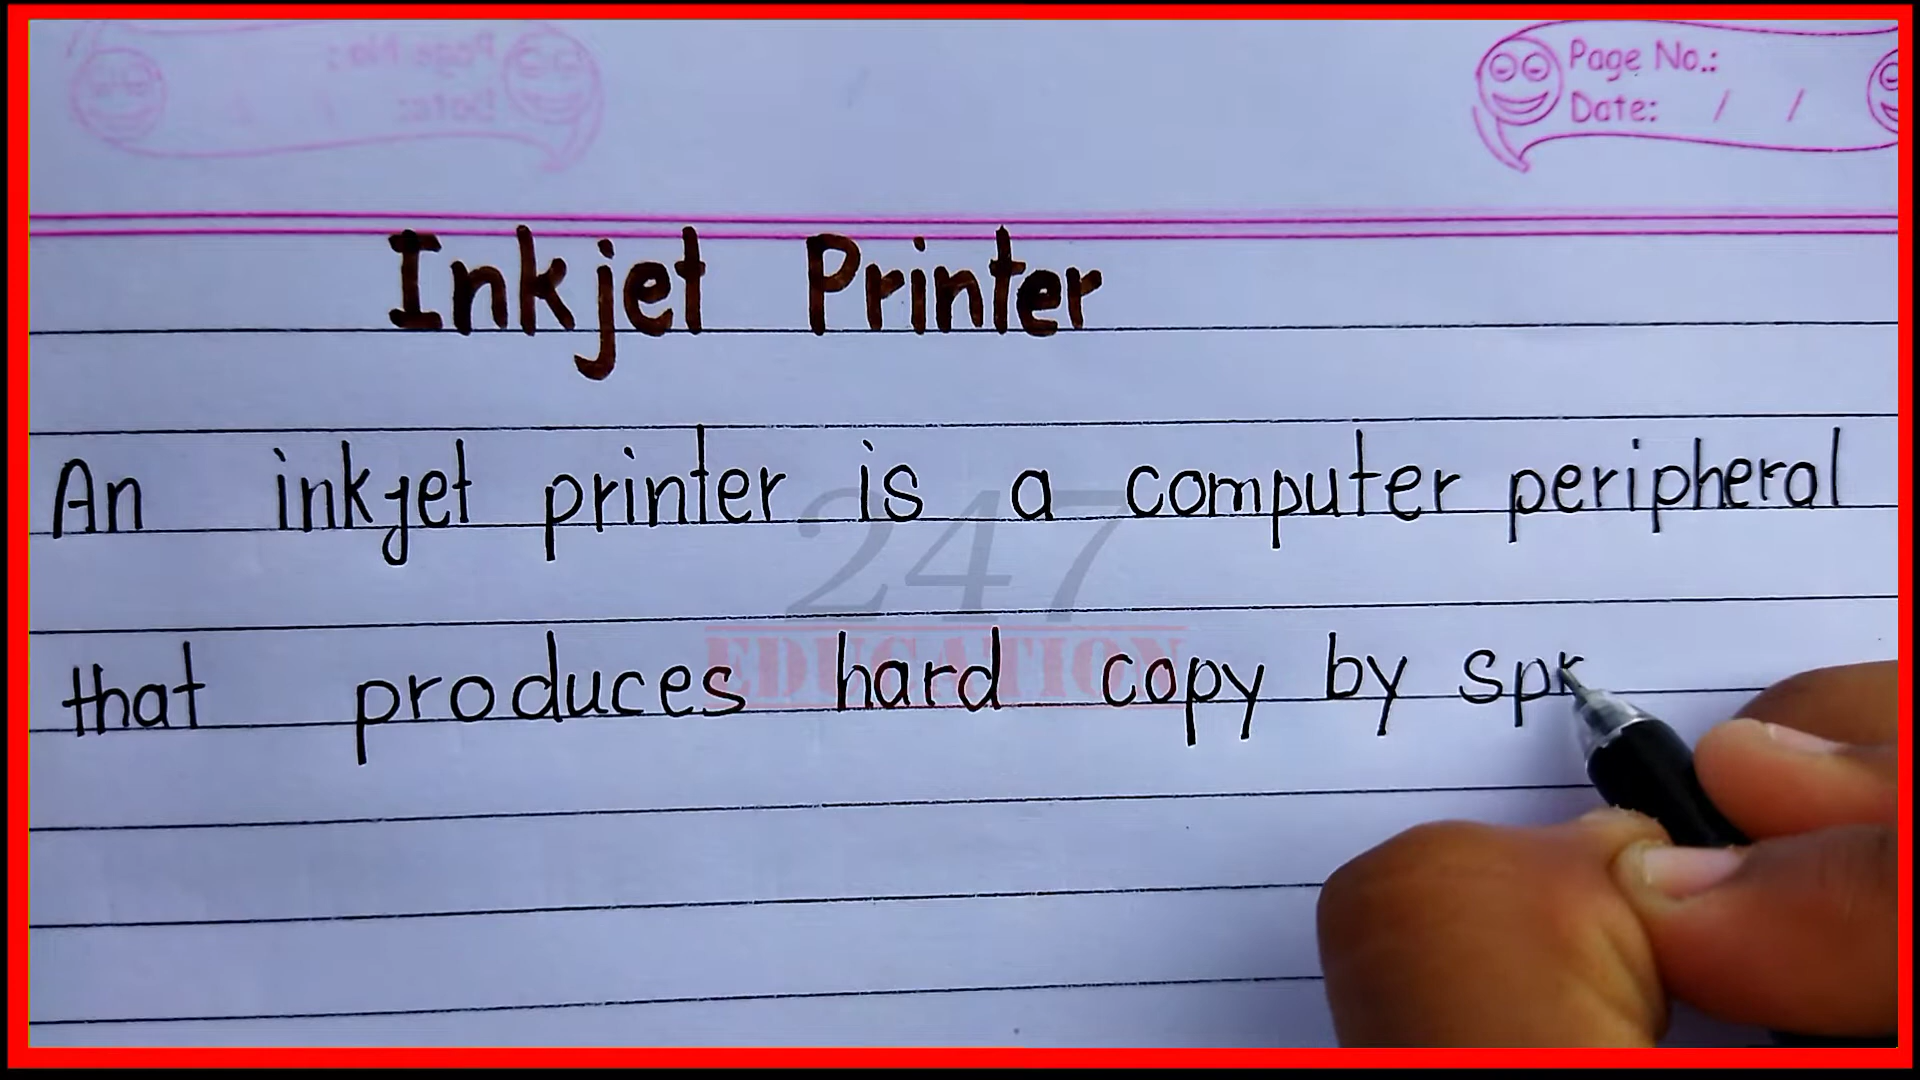 Page No.:
Date: / /
Inkjet Printer
An inkjet printer is a computer peripheral
that produces hard copy by spr
247
EDUCATION